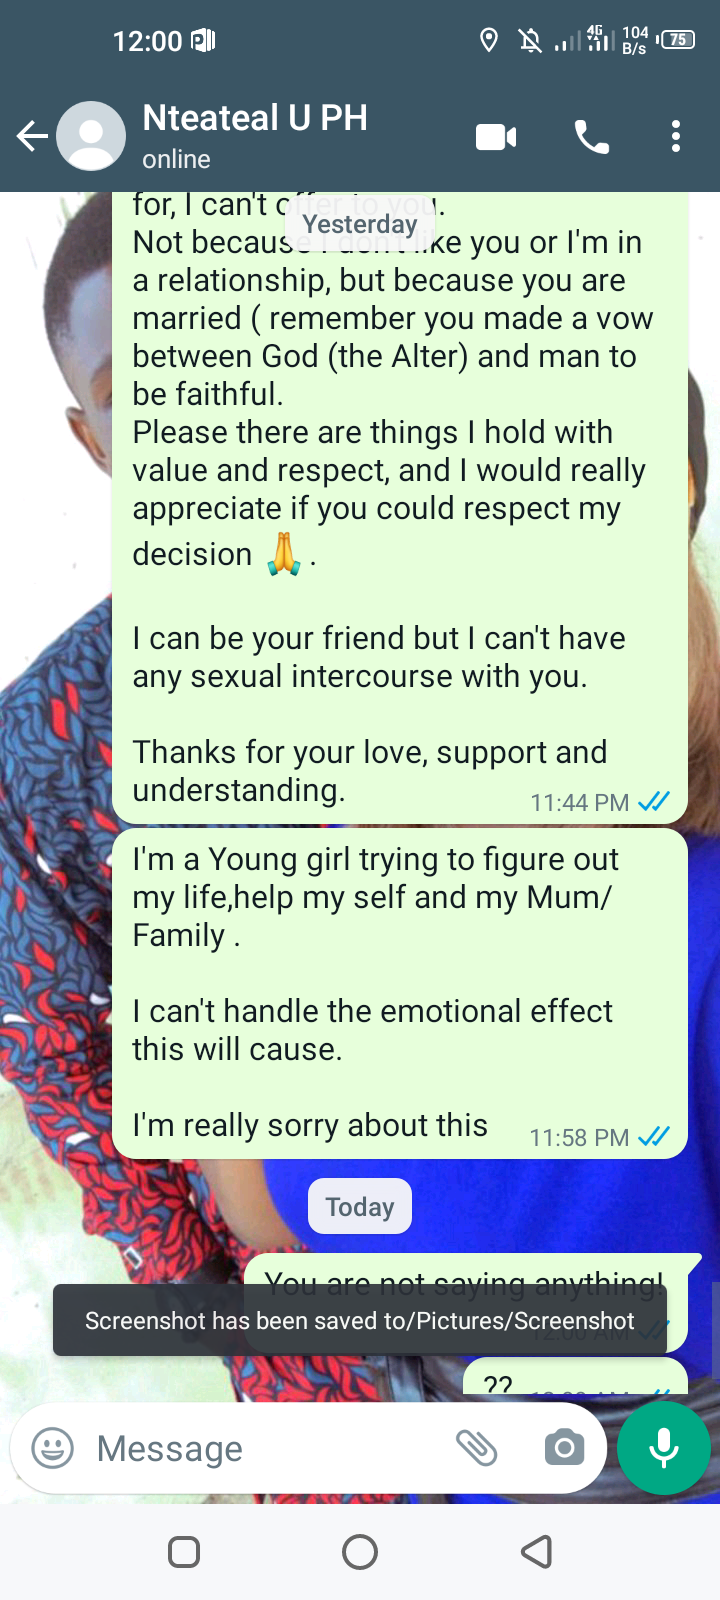 12:00
4G
104
B/s
75
Nteateal U PH
online
for, I can't offer to you.
Yesterday
Not because I don't like you or I'm in
a relationship, but because you are
married ( remember you made a vow
between God (the Alter) and man to
be faithful.
Please there are things I hold with
value and respect, and I would really
appreciate if you could respect my
decision 🙏 .
I can be your friend but I can't have
any sexual intercourse with you.
Thanks for your love, support and
understanding.
11:44 PM
I'm a Young girl trying to figure out
my life,help my self and my Mum/
Family .
I can't handle the emotional effect
this will cause.
I'm really sorry about this
11:58 PM
Today
You are not saying anything!
Screenshot has been saved to/Pictures/Screenshot
12:00 AM
??
Message